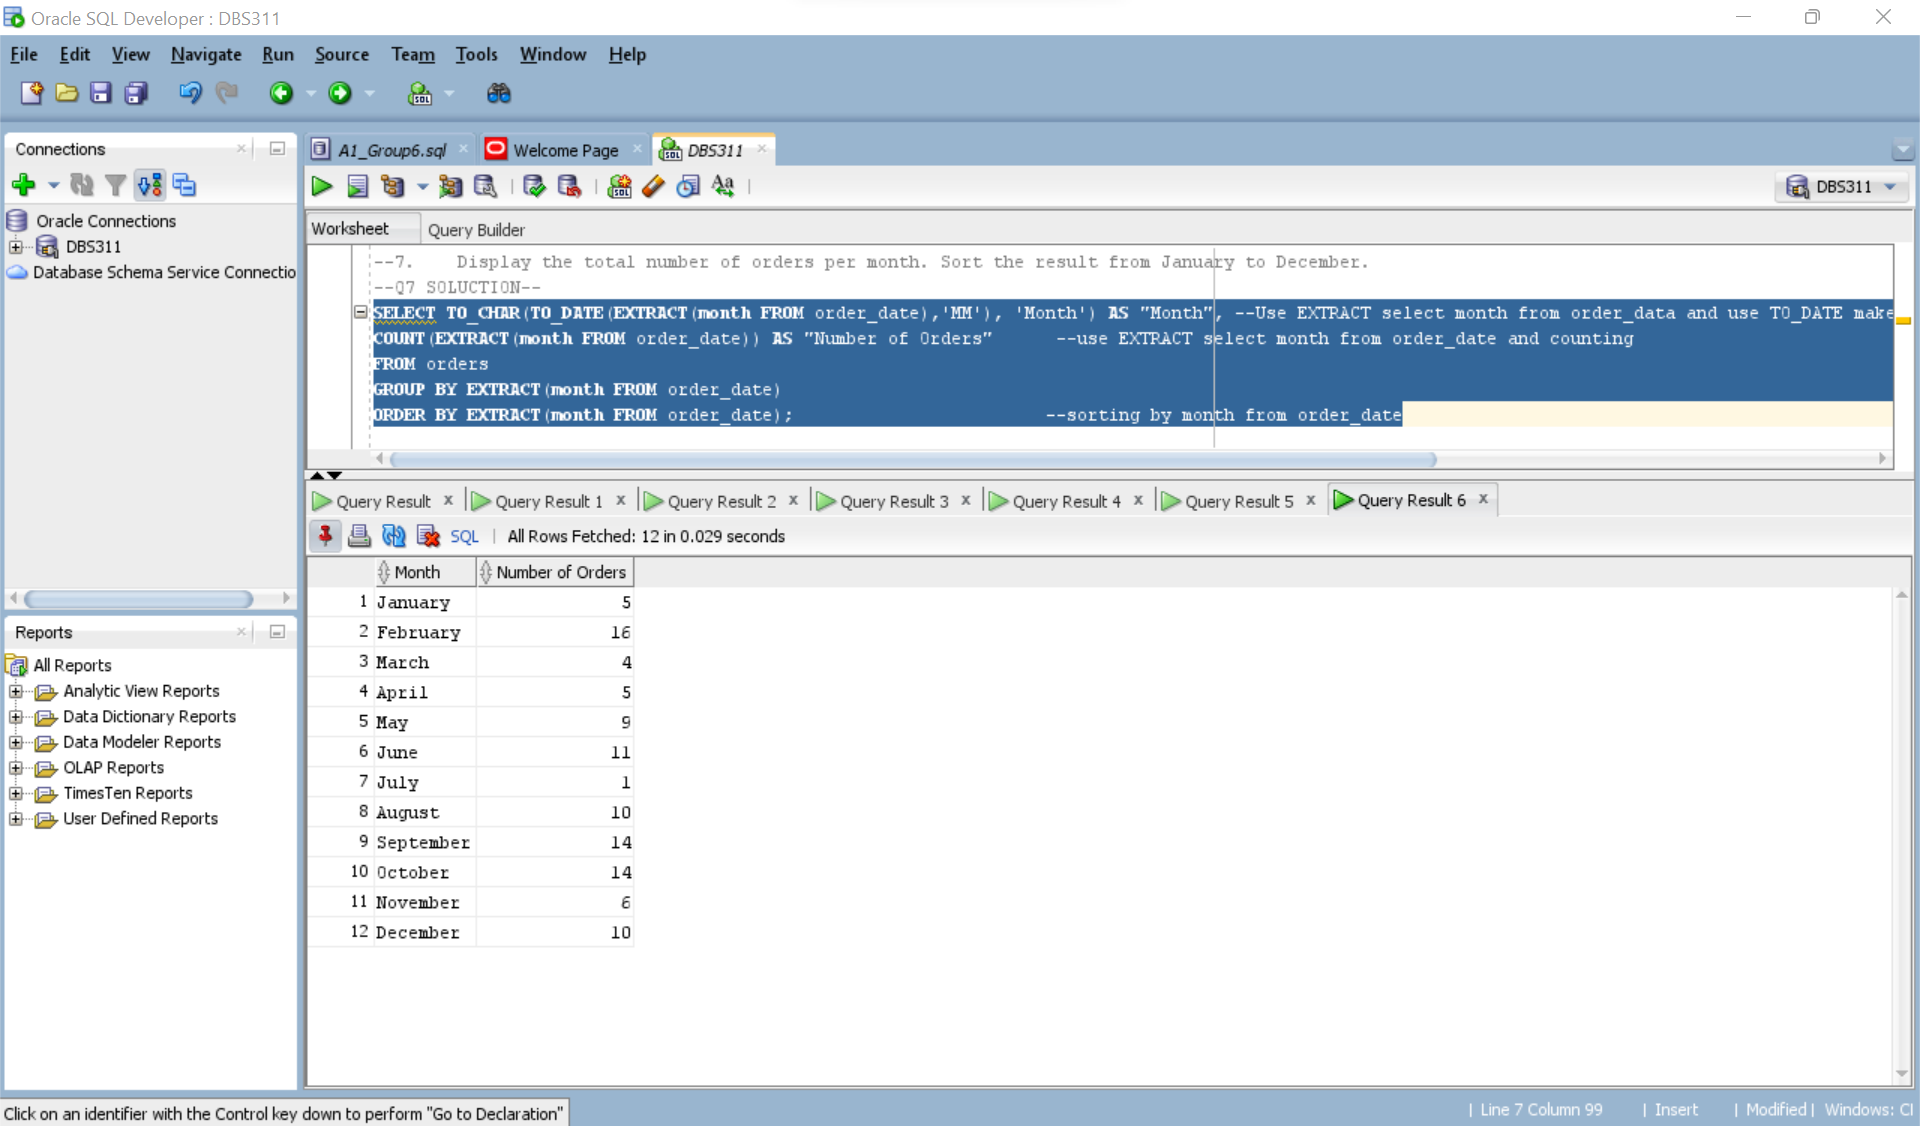 Oracle SQL Developer : DBS311
File Edit View Navigate Run Source Team Tools Window Help
Connections
Oracle Connections
DBS311
Database Schema Service Connectio
Reports
All Reports
Analytic View Reports
Data Dictionary Reports
Data Modeler Reports
OLAP Reports
TimesTen Reports
User Defined Reports
A1_Group6.sql Welcome Page DBS311
DBS311
Worksheet Query Builder
--7. Display the total number of orders per month. Sort the result from January to December.
--Q7 SOLUCTION--
SELECT TO_CHAR(TO_DATE(EXTRACT(month FROM order_date),'MM'), 'Month') AS "Month", --Use EXTRACT select month from order_data and use TO_DATE make
COUNT(EXTRACT(month FROM order_date)) AS "Number of Orders" --use EXTRACT select month from order_date and counting
FROM orders
GROUP BY EXTRACT(month FROM order_date)
ORDER BY EXTRACT(month FROM order_date); --sorting by month from order_date
Query Result Query Result 1 Query Result 2 Query Result 3 Query Result 4 Query Result 5 Query Result 6
SQL | All Rows Fetched: 12 in 0.029 seconds
Month Number of Orders
1 January 5
2 February 16
3 March 4
4 April 5
5 May 9
6 June 11
7 July 1
8 August 10
9 September 14
10 October 14
11 November 6
12 December 10
Click on an identifier with the Control key down to perform "Go to Declaration"
| Line 7 Column 99 | Insert | Modified | Windows: CI